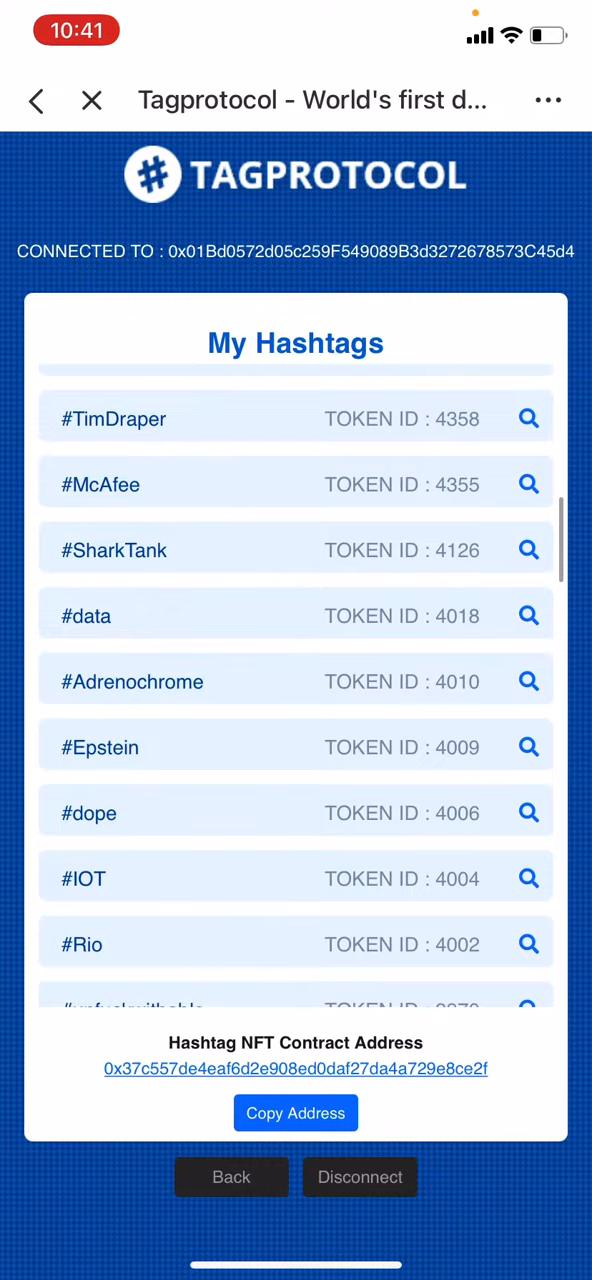 10:41
Tagprotocol - World's first d...
# TAGPROTOCOL
CONNECTED TO : 0x01Bd0572d05c259F549089B3d3272678573C45d4
My Hashtags
#TimDraper TOKEN ID : 4358
#McAfee TOKEN ID : 4355
#SharkTank TOKEN ID : 4126
#data TOKEN ID : 4018
#Adrenochrome TOKEN ID : 4010
#Epstein TOKEN ID : 4009
#dope TOKEN ID : 4006
#IOT TOKEN ID : 4004
#Rio TOKEN ID : 4002
TOKEN ID :
Hashtag NFT Contract Address
0x37c557de4eaf6d2e908ed0daf27da4a729e8ce2f
Copy Address
Back Disconnect